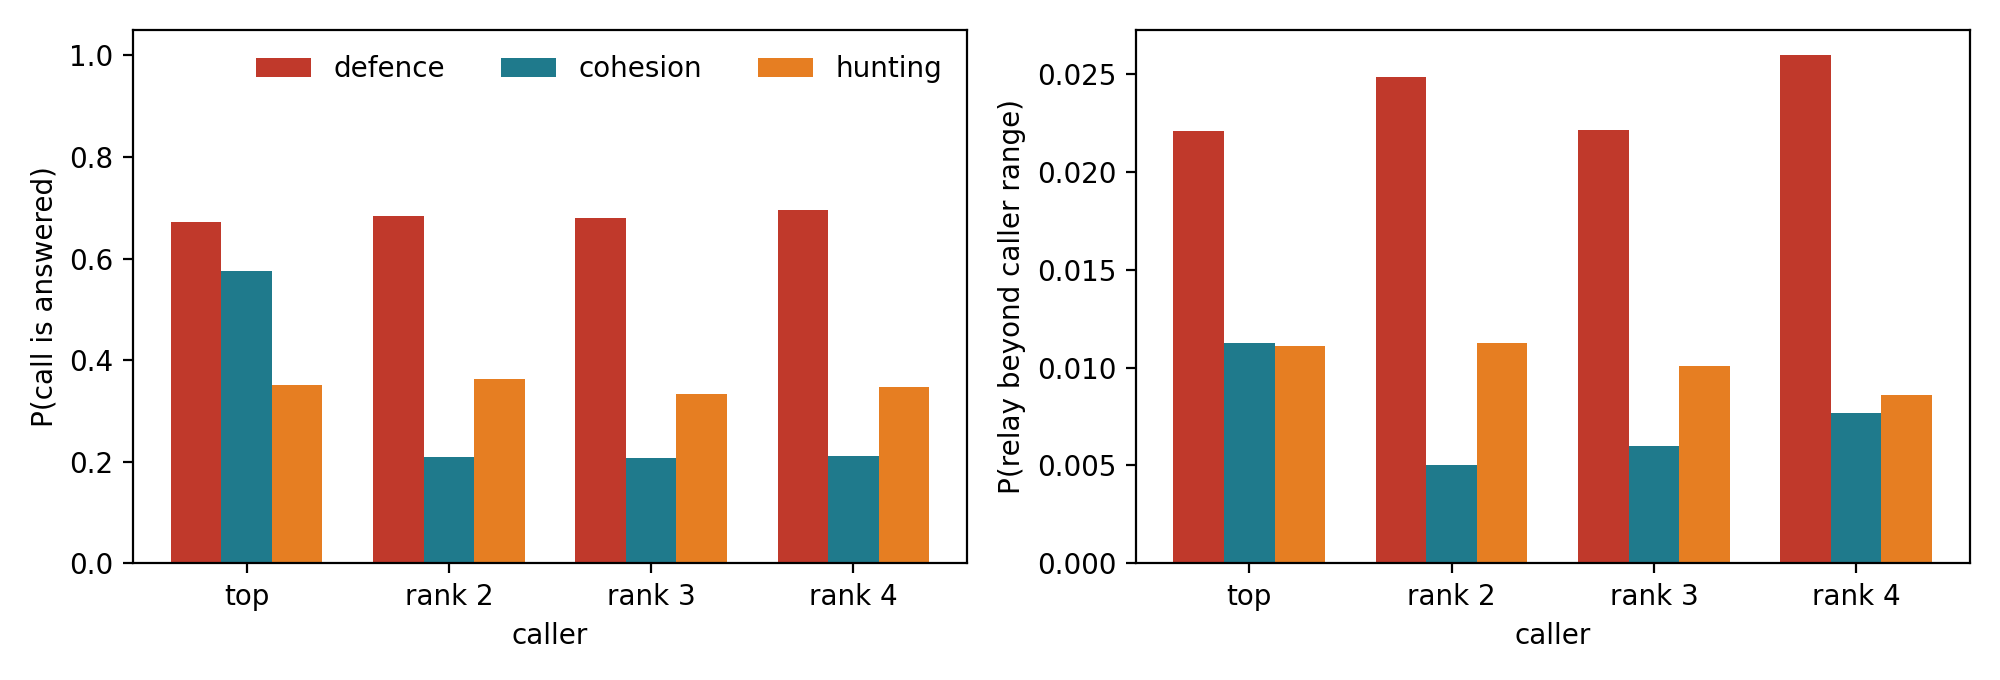 P(call is answered)
1.0
0.8
0.6
0.4
0.2
0.0
defence cohesion hunting
top rank 2 rank 3 rank 4
caller
P(relay beyond caller range)
0.025
0.020
0.015
0.010
0.005
0.000
top rank 2 rank 3 rank 4
caller